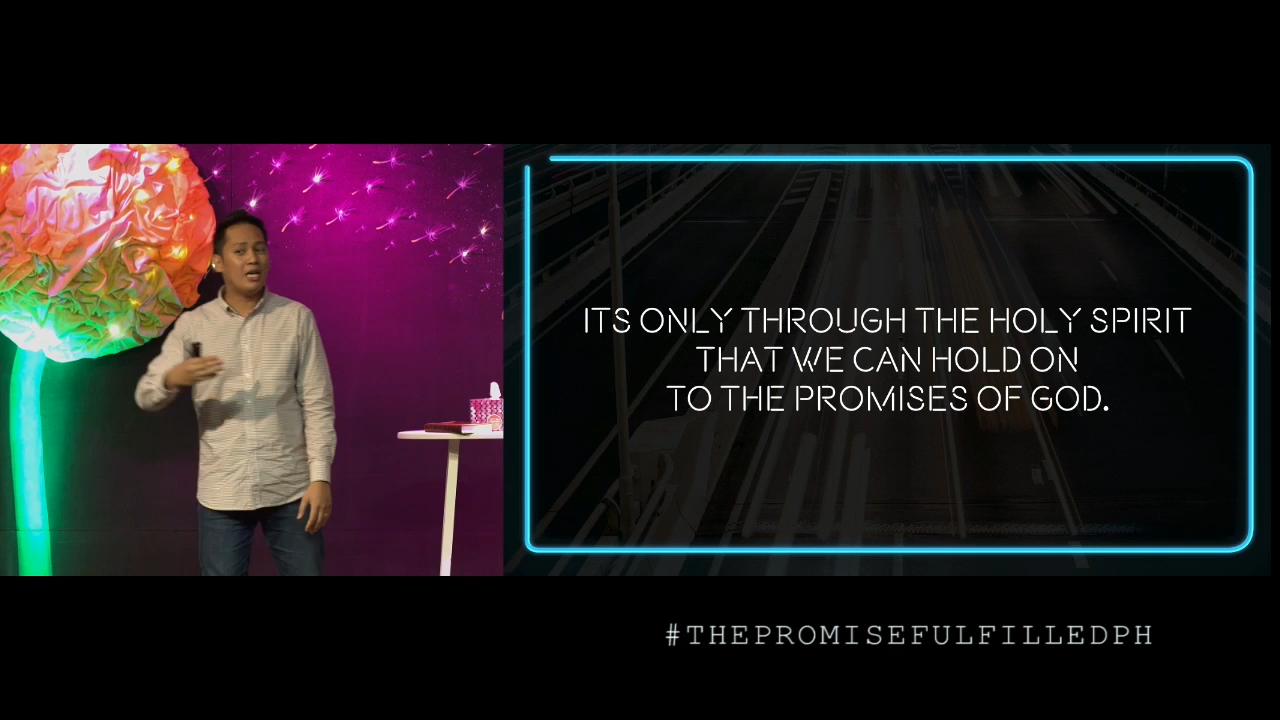 ITS ONLY THROUGH THE HOLY SPIRIT
THAT WE CAN HOLD ON
TO THE PROMISES OF GOD.
#THEPROMISEFULFILLEDPH